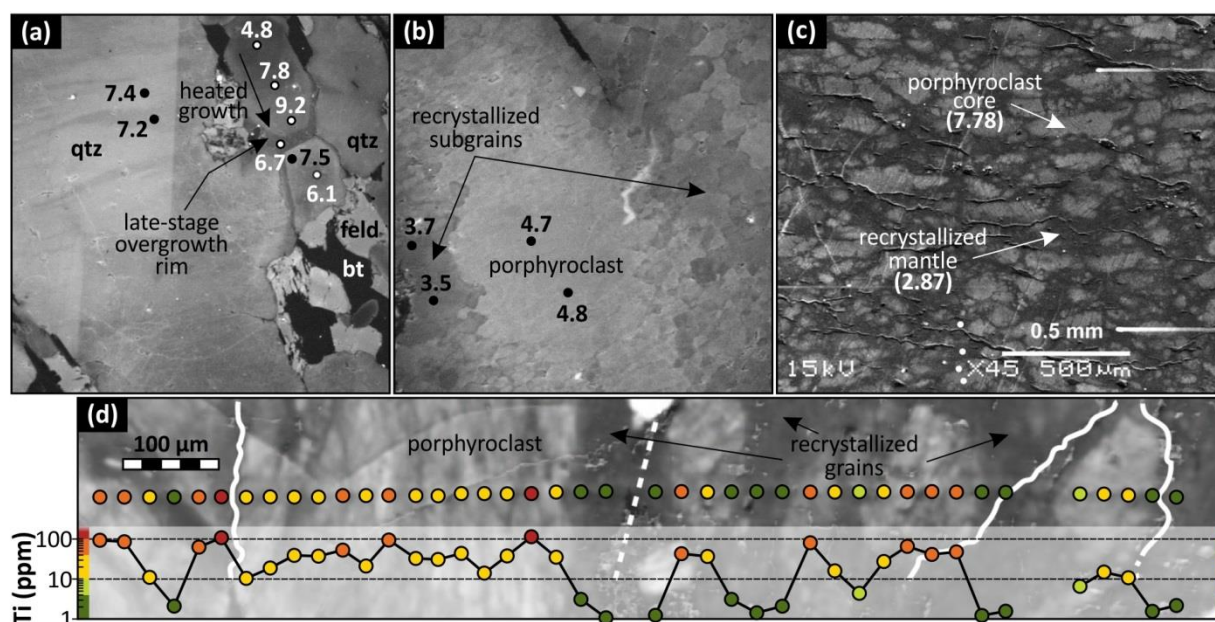 (a)
4.8
7.8
heated
growth
9.2
7.4
7.2
qtz
6.7
7.5
6.1
qtz
late-stage
overgrowth
rim
feld
bt
(b)
recrystallized
subgrains
3.7
4.7
3.5
porphyroclast
4.8
(c)
porphyroclast
core
(7.78)
recrystallized
mantle
(2.87)
0.5 mm
15kV X45 500µm
(d)
100 µm
porphyroclast
recrystallized
grains
Ti (ppm)
100
10
1